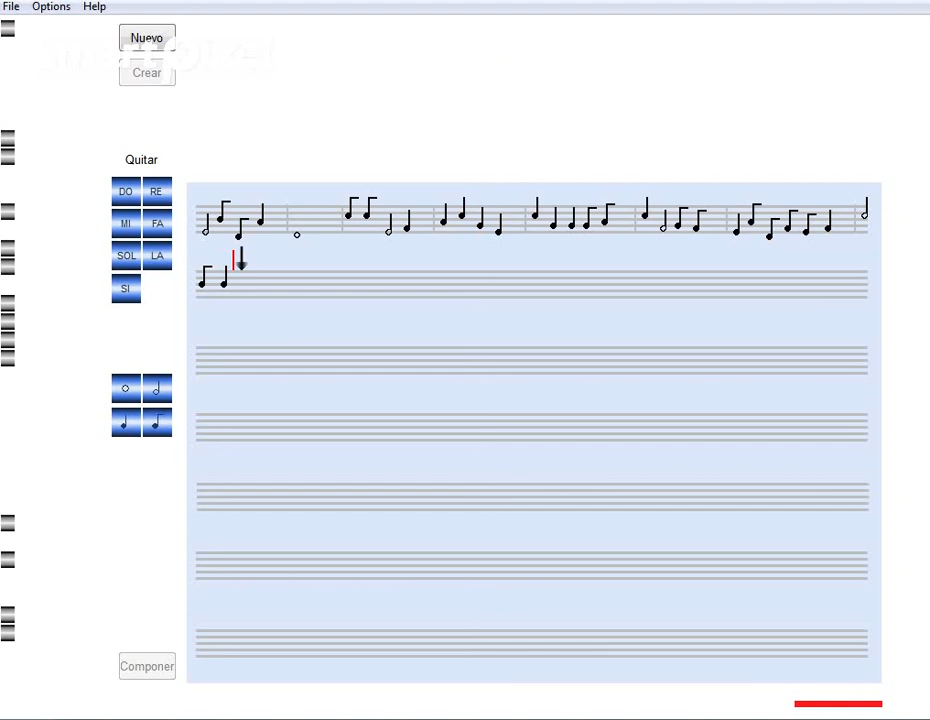 File Options Help
Nuevo
Crear
Quitar
DO RE
MI FA
SOL LA
SI
Componer